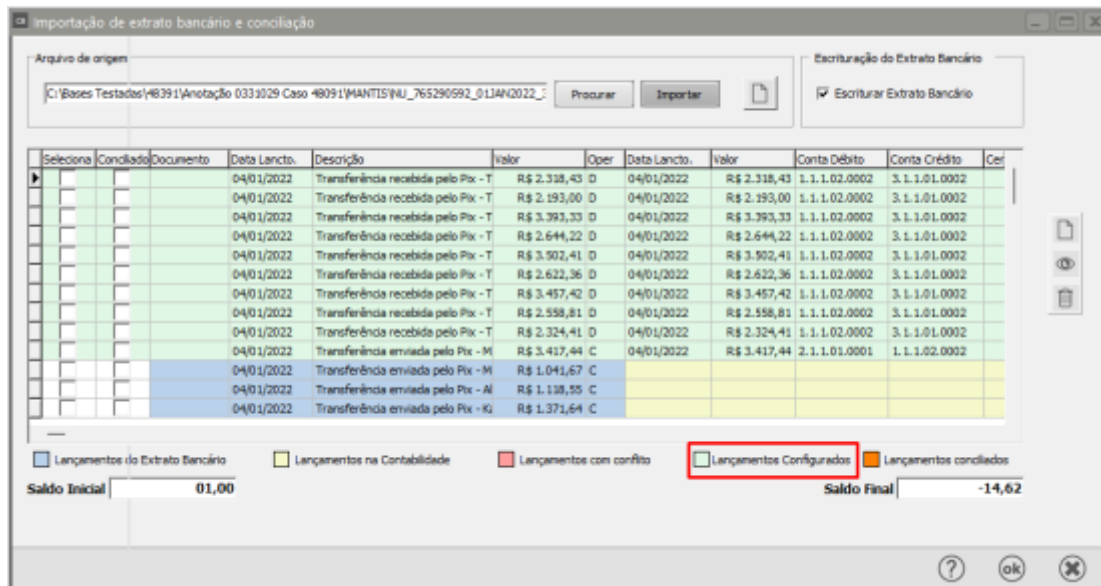 Importação de extrato bancário e conciliação
Arquivo de origem
Escrituração do Extrato Bancário
C:\Bases Testadas\48391\Anotação 0331029 Caso 48091\MANTIS\NU_765290592_01JAN2022_
Procurar
Importar
Escriturar Extrato Bancário
Seleciona Conciliado Documento Data Lancto. Descrição Valor Oper Data Lancto. Valor Conta Débito Conta Crédito Cer
04/01/2022 Transferência recebida pelo Pix - T R$ 2.318,43 D 04/01/2022 R$ 2.318,43 1.1.1.02.0002 3.1.1.01.0002
04/01/2022 Transferência recebida pelo Pix - T R$ 2.193,00 D 04/01/2022 R$ 2.193,00 1.1.1.02.0002 3.1.1.01.0002
04/01/2022 Transferência recebida pelo Pix - T R$ 3.393,33 D 04/01/2022 R$ 3.393,33 1.1.1.02.0002 3.1.1.01.0002
04/01/2022 Transferência recebida pelo Pix - T R$ 2.644,22 D 04/01/2022 R$ 2.644,22 1.1.1.02.0002 3.1.1.01.0002
04/01/2022 Transferência recebida pelo Pix - T R$ 3.502,41 D 04/01/2022 R$ 3.502,41 1.1.1.02.0002 3.1.1.01.0002
04/01/2022 Transferência recebida pelo Pix - T R$ 2.622,36 D 04/01/2022 R$ 2.622,36 1.1.1.02.0002 3.1.1.01.0002
04/01/2022 Transferência recebida pelo Pix - T R$ 3.457,42 D 04/01/2022 R$ 3.457,42 1.1.1.02.0002 3.1.1.01.0002
04/01/2022 Transferência recebida pelo Pix - T R$ 2.558,81 D 04/01/2022 R$ 2.558,81 1.1.1.02.0002 3.1.1.01.0002
04/01/2022 Transferência recebida pelo Pix - T R$ 2.324,41 D 04/01/2022 R$ 2.324,41 1.1.1.02.0002 3.1.1.01.0002
04/01/2022 Transferência enviada pelo Pix - M R$ 3.417,44 C 04/01/2022 R$ 3.417,44 2.1.1.01.0001 1.1.1.02.0002
04/01/2022 Transferência enviada pelo Pix - M R$ 1.041,67 C
04/01/2022 Transferência enviada pelo Pix - Al R$ 1.118,55 C
04/01/2022 Transferência enviada pelo Pix - Ka R$ 1.371,64 C
Lançamentos do Extrato Bancário Lançamentos na Contabilidade Lançamentos com conflito Lançamentos Configurados Lançamentos conciliados
Saldo Inicial 01,00 Saldo Final -14,62
? ok